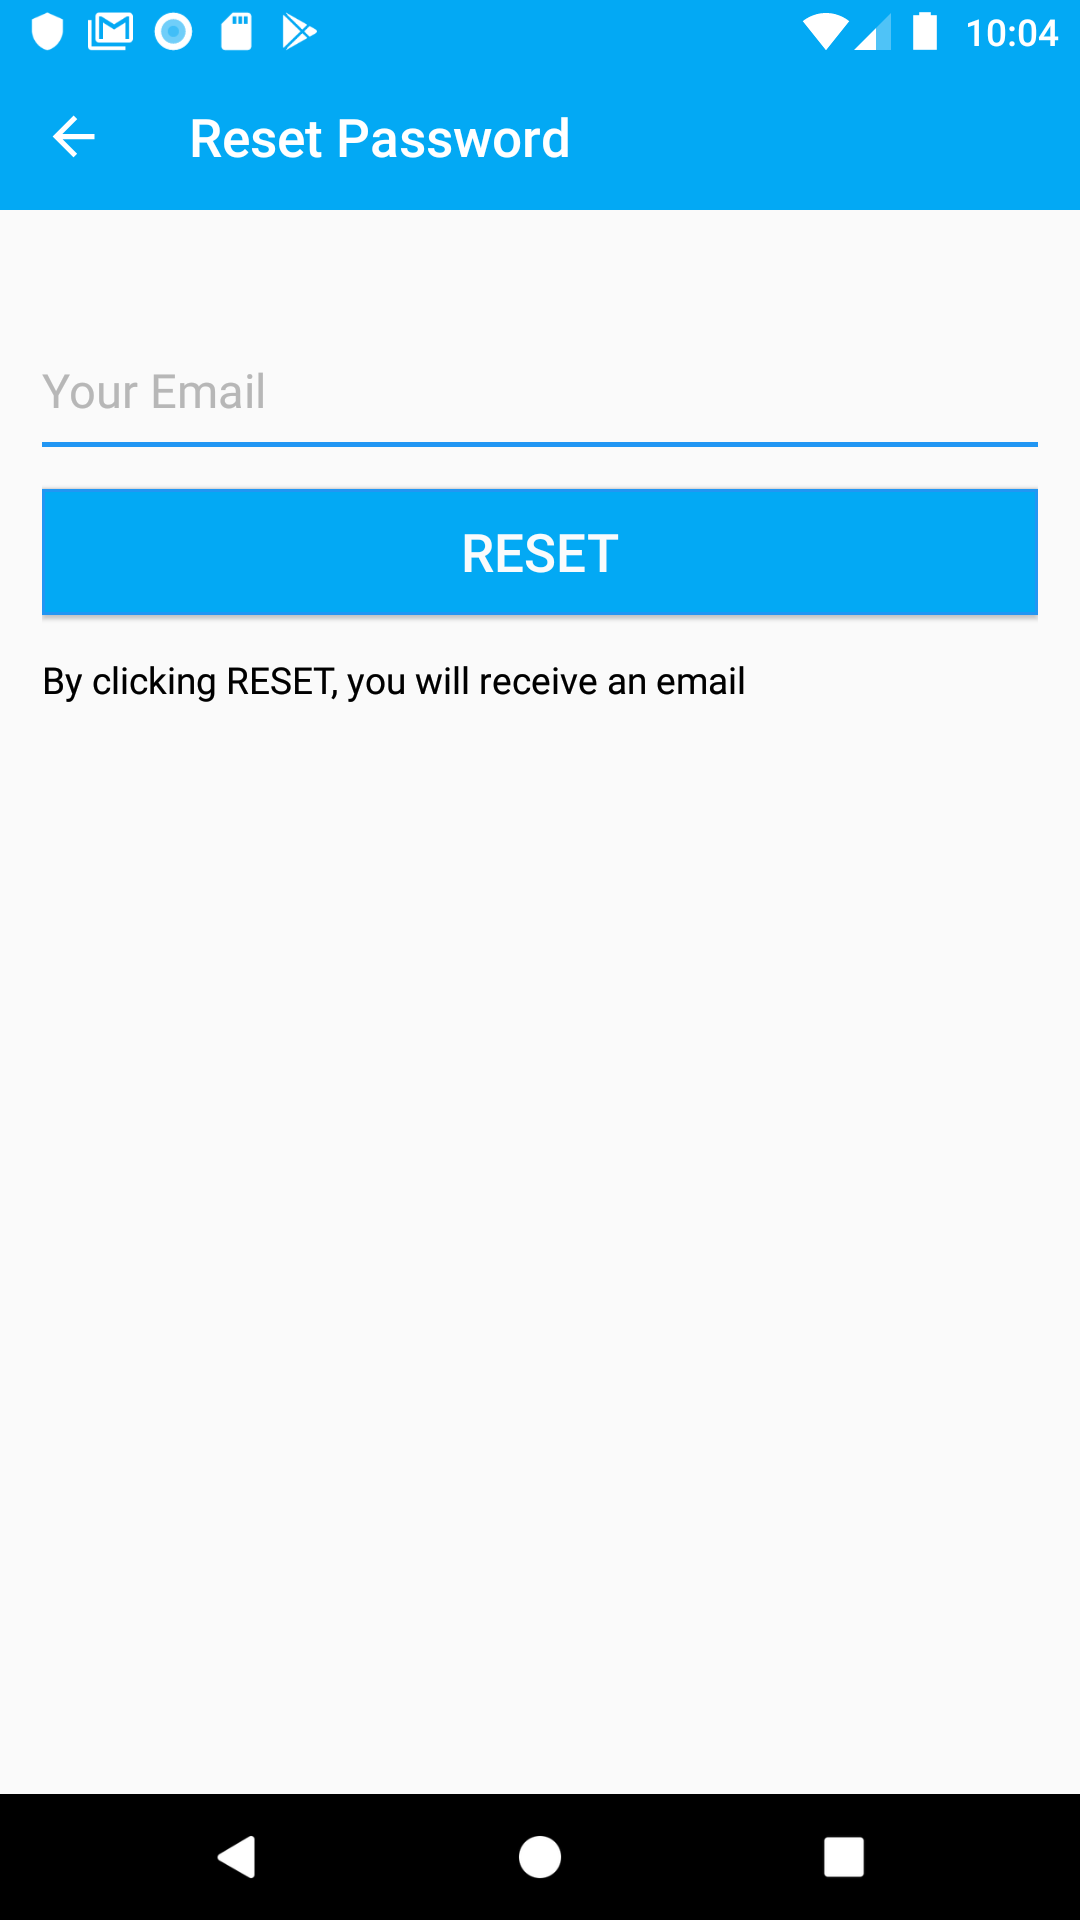 10:04
Reset Password
Your Email
RESET
By clicking RESET, you will receive an email